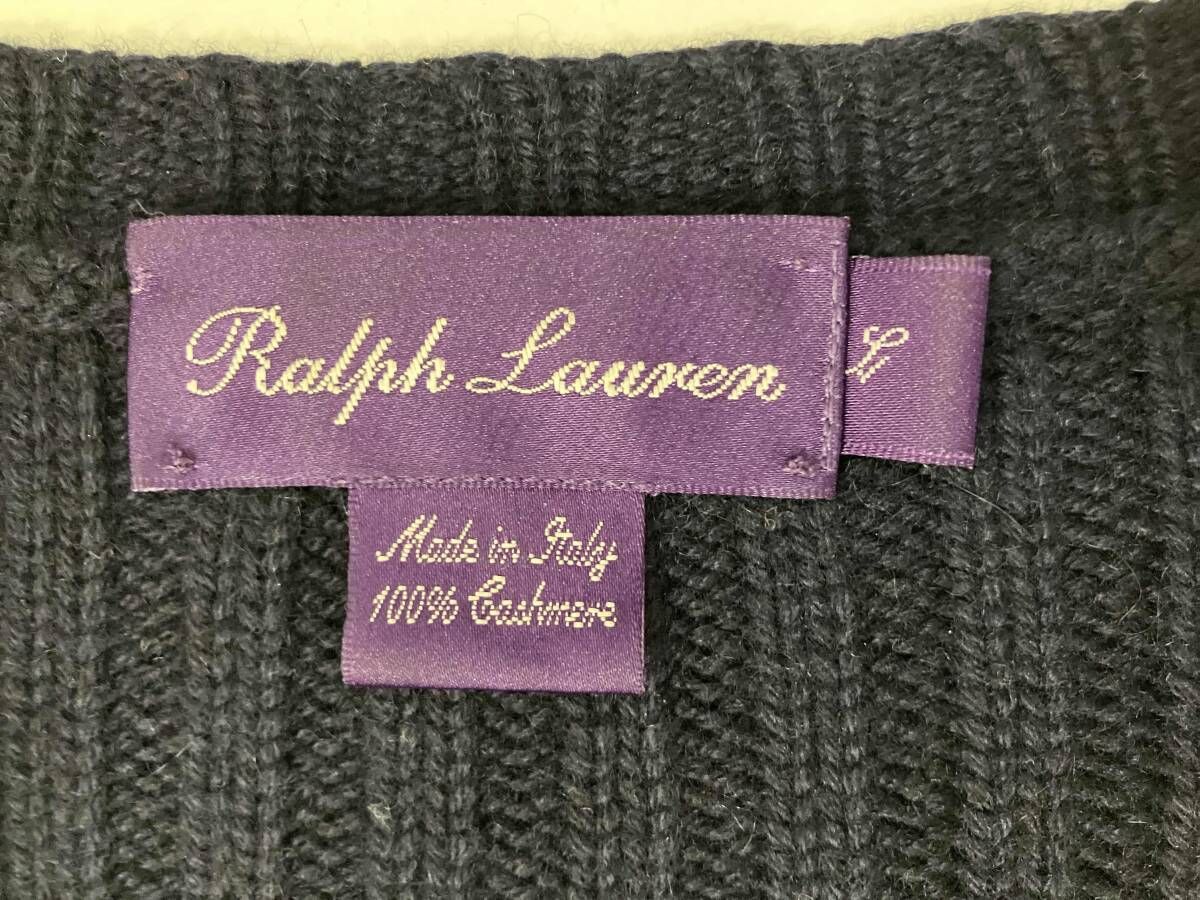 Ralph Lauren
L
Made in Italy
100% Cashmere